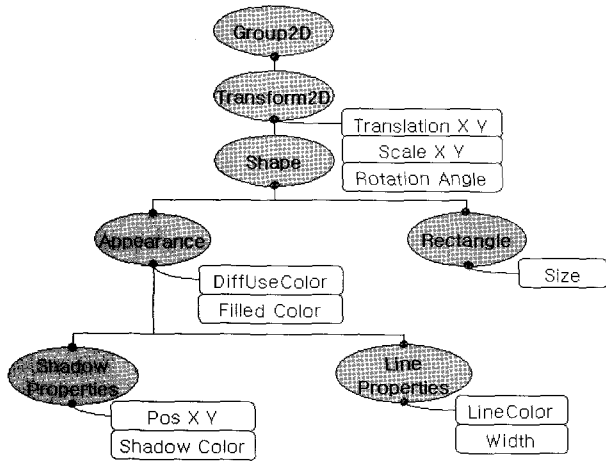 Group2D
Transform2D
Translation X Y
Scale X Y
Shape
Rotation Angle
Appearance
Rectangle
DiffUseColor
Size
Filled Color
Shadow
Properties
Line
Properties
Pos X Y
LineColor
Shadow Color
Width